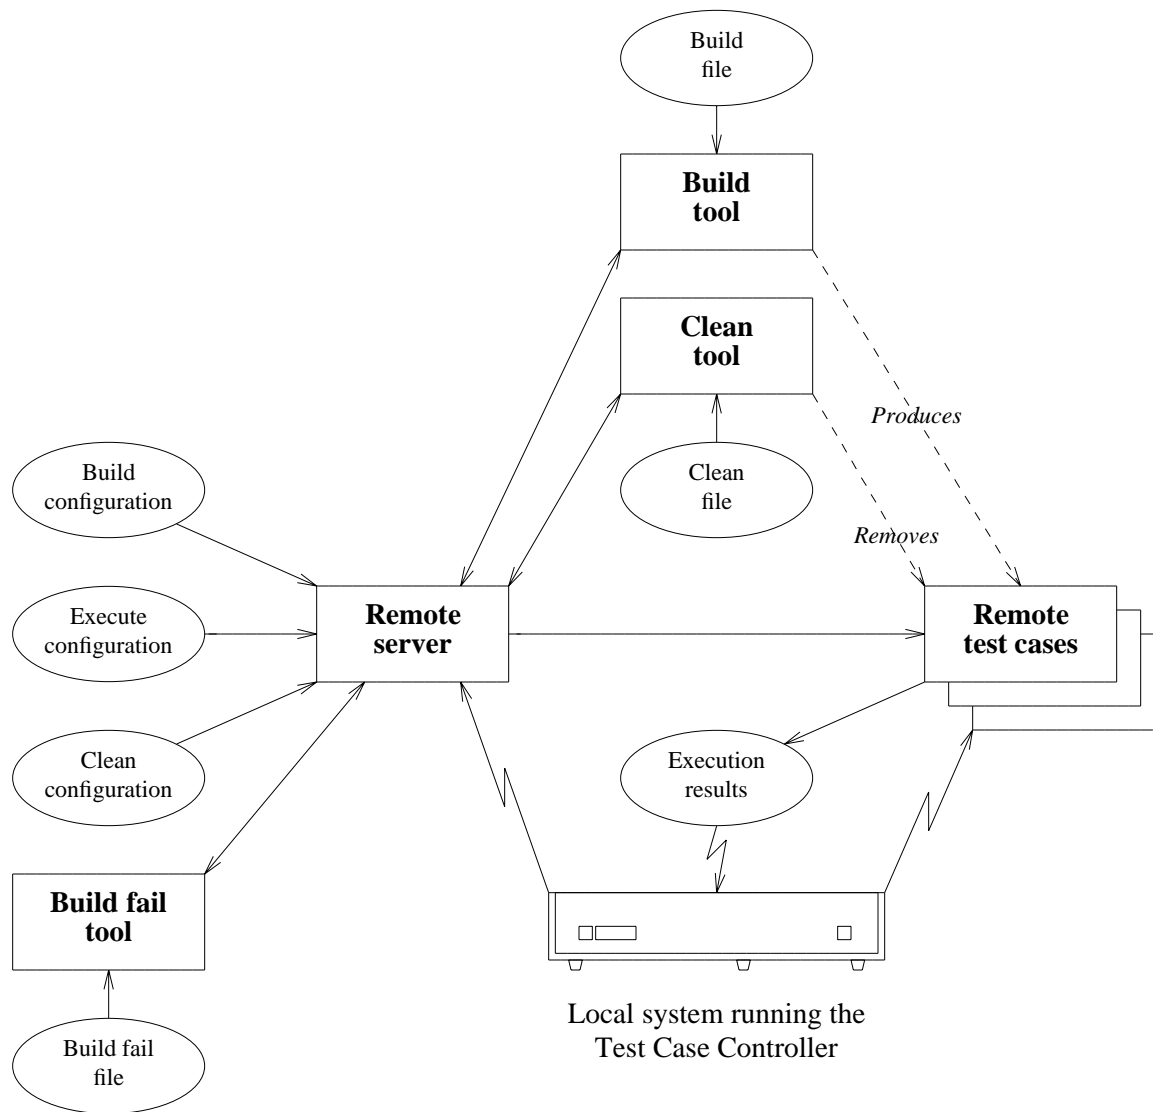 Build
file
Build
tool
Clean
tool
Produces
Build
configuration
Clean
file
Removes
Execute
configuration
Remote
server
Remote
test cases
Clean
configuration
Execution
results
Build fail
tool
Local system running the
Test Case Controller
Build fail
file